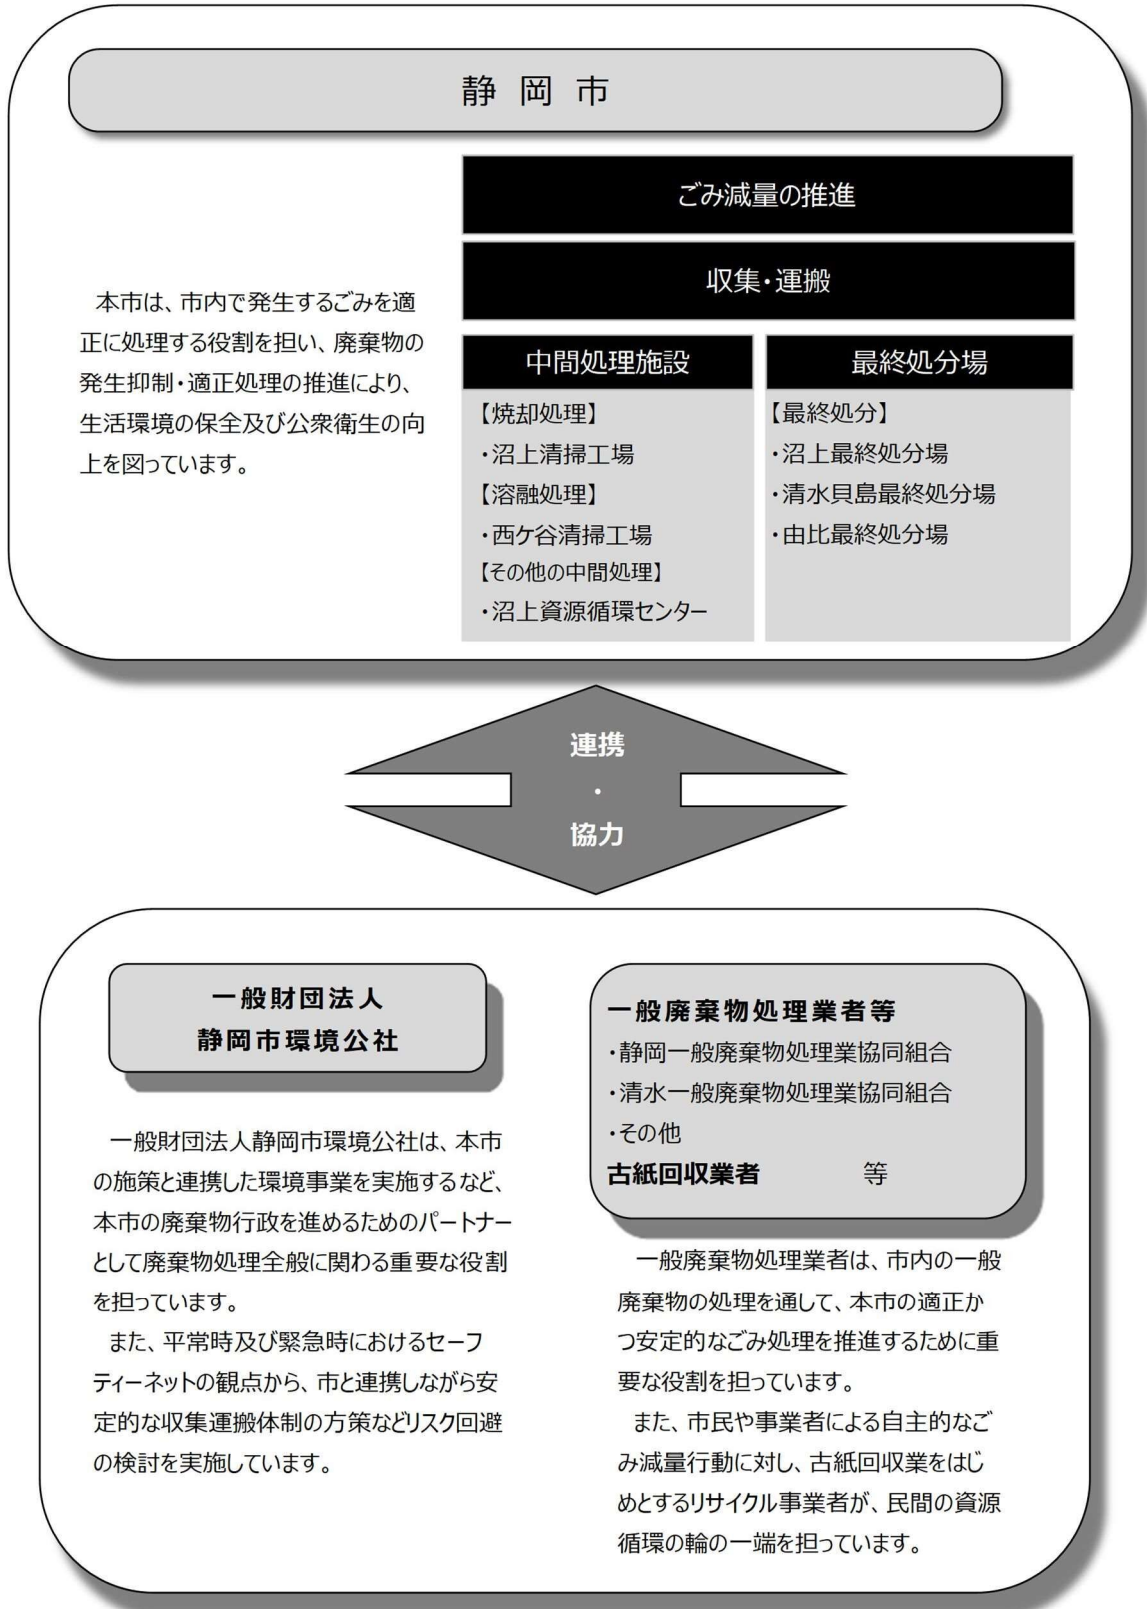 静 岡 市
ごみ減量の推進
収集・運搬
本市は、市内で発生するごみを適
正に処理する役割を担い、廃棄物の
発生抑制・適正処理の推進により、
生活環境の保全及び公衆衛生の向
上を図っています。
中間処理施設
【焼却処理】
・沼上清掃工場
【溶融処理】
・西ケ谷清掃工場
【その他の中間処理】
・沼上資源循環センター
最終処分場
【最終処分】
・沼上最終処分場
・清水貝島最終処分場
・由比最終処分場
連携
・
協力
一般財団法人
静岡市環境公社
一般財団法人静岡市環境公社は、本市
の施策と連携した環境事業を実施するなど、
本市の廃棄物行政を進めるためのパートナー
として廃棄物処理全般に関わる重要な役割
を担っています。
また、平常時及び緊急時におけるセーフ
ティーネットの観点から、市と連携しながら安
定的な収集運搬体制の方策などリスク回避
の検討を実施しています。
一般廃棄物処理業者等
・静岡一般廃棄物処理業協同組合
・清水一般廃棄物処理業協同組合
・その他
古紙回収業者 等
一般廃棄物処理業者は、市内の一般
廃棄物の処理を通して、本市の適正か
つ安定的なごみ処理を推進するために重
要な役割を担っています。
また、市民や事業者による自主的なご
み減量行動に対し、古紙回収業をはじ
めとするリサイクル事業者が、民間の資源
循環の輪の一端を担っています。